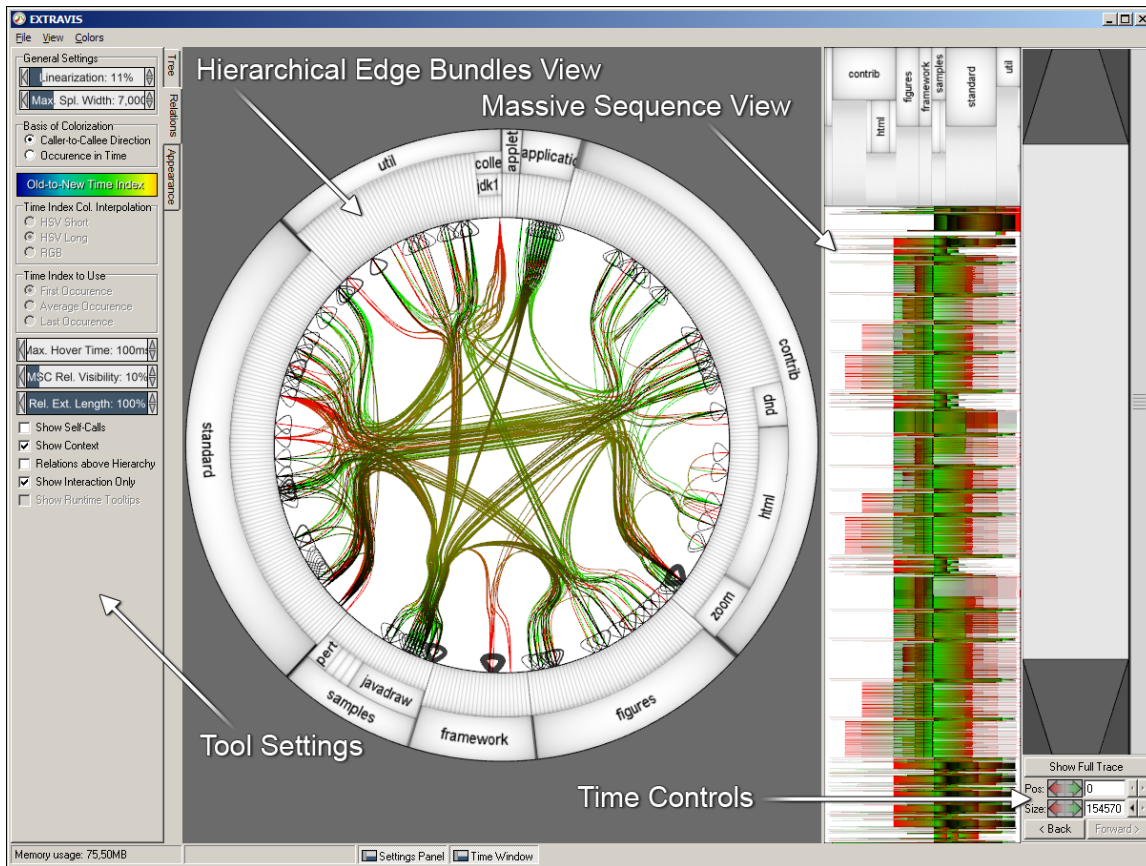 EXTRAVIS
File View Colors
General Settings
Linearization: 11%
Max Spl. Width: 7,000
Basis of Colorization
Caller-to-Callee Direction
Occurence in Time
Old-to-New Time Index
Time Index Col. Interpolation
HSV Short
HSV Long
RGB
Time Index to Use
First Occurence
Average Occurence
Last Occurence
Max. Hover Time: 100ms
MSC Rel. Visibility: 10%
Rel. Ext. Length: 100%
Show Self-Calls
Show Context
Relations above Hierarchy
Show Interaction Only
Show Runtime Tooltips
Tree
Relations
Appearance
Hierarchical Edge Bundles View
Massive Sequence View
Tool Settings
Time Controls
util
colle
jdk1
applet
applicatio
contrib
dnd
html
zoom
figures
framework
javadraw
pert
samples
standard
contrib
html
figures
framework
samples
standard
util
Show Full Trace
Pos: 0
Size: 154570
< Back Forward >
Memory usage: 75,50MB
Settings Panel Time Window